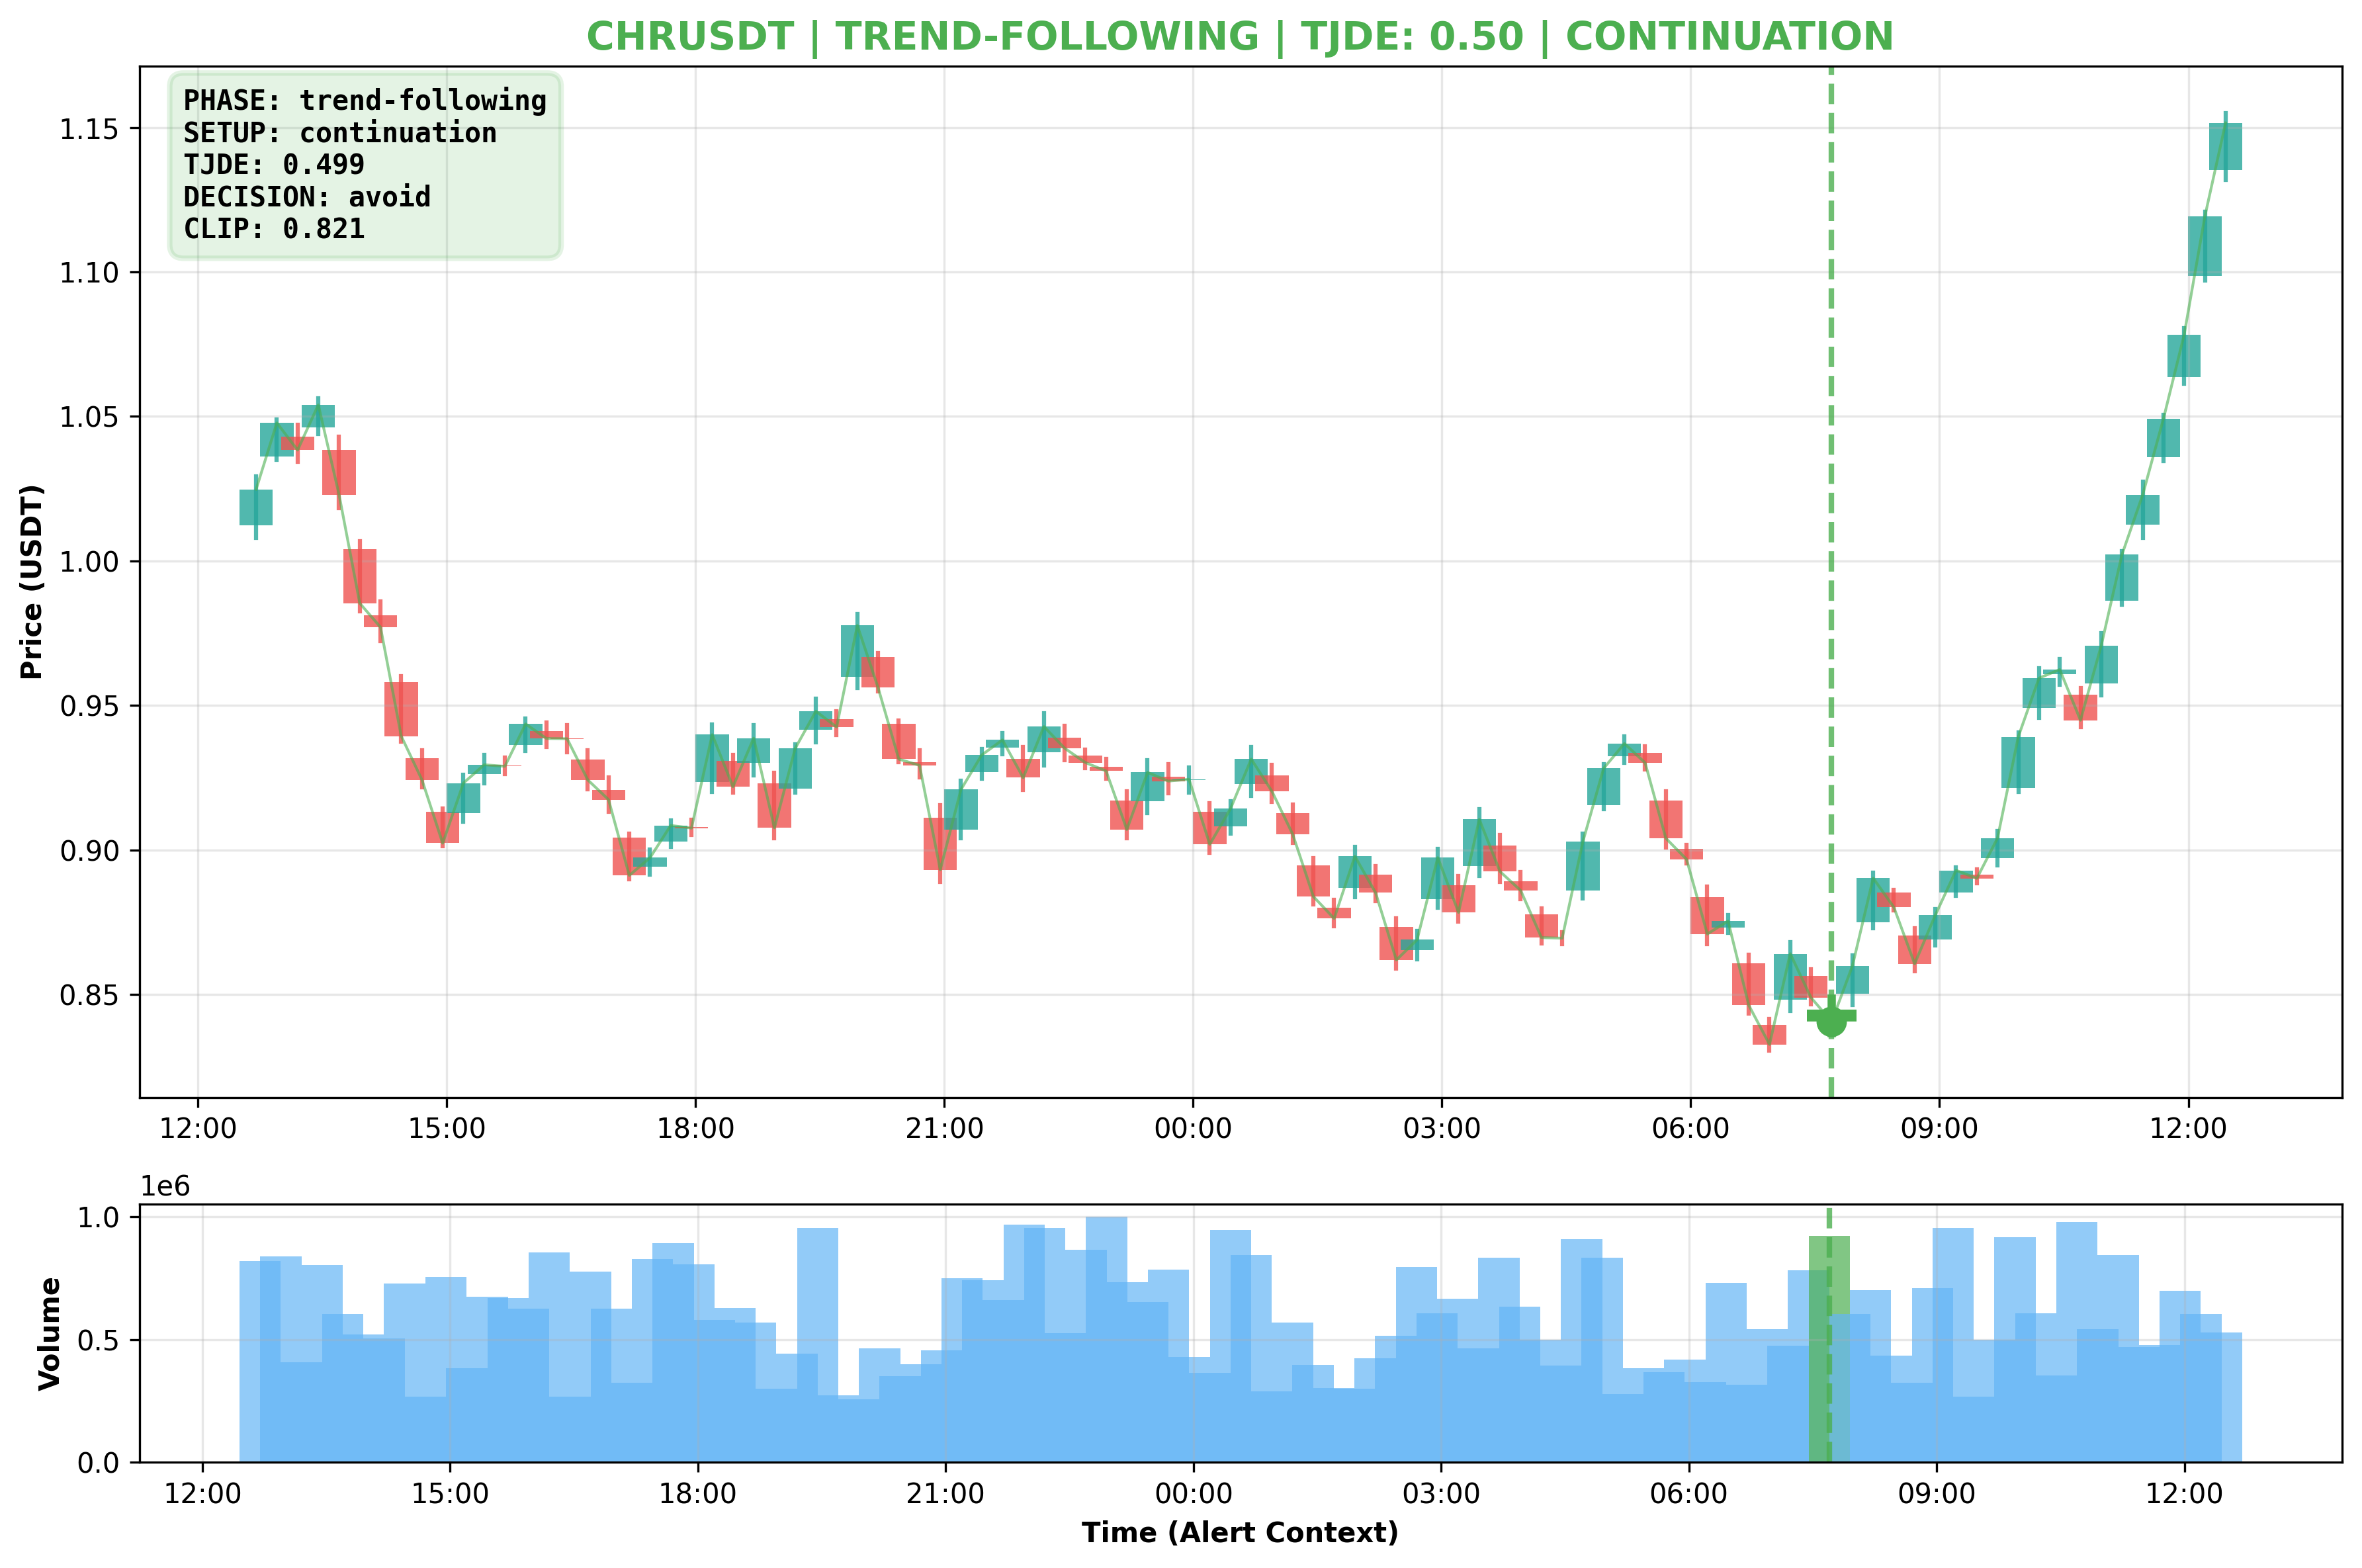 CHRUSDT | TREND-FOLLOWING | TJDE: 0.50 | CONTINUATION
PHASE: trend-following
SETUP: continuation
TJDE: 0.499
DECISION: avoid
CLIP: 0.821
Price (USDT)
1.15
1.10
1.05
1.00
0.95
0.90
0.85
12:00 15:00 18:00 21:00 00:00 03:00 06:00 09:00 12:00
1e6
Volume
1.0
0.5
0.0
12:00 15:00 18:00 21:00 00:00 03:00 06:00 09:00 12:00
Time (Alert Context)